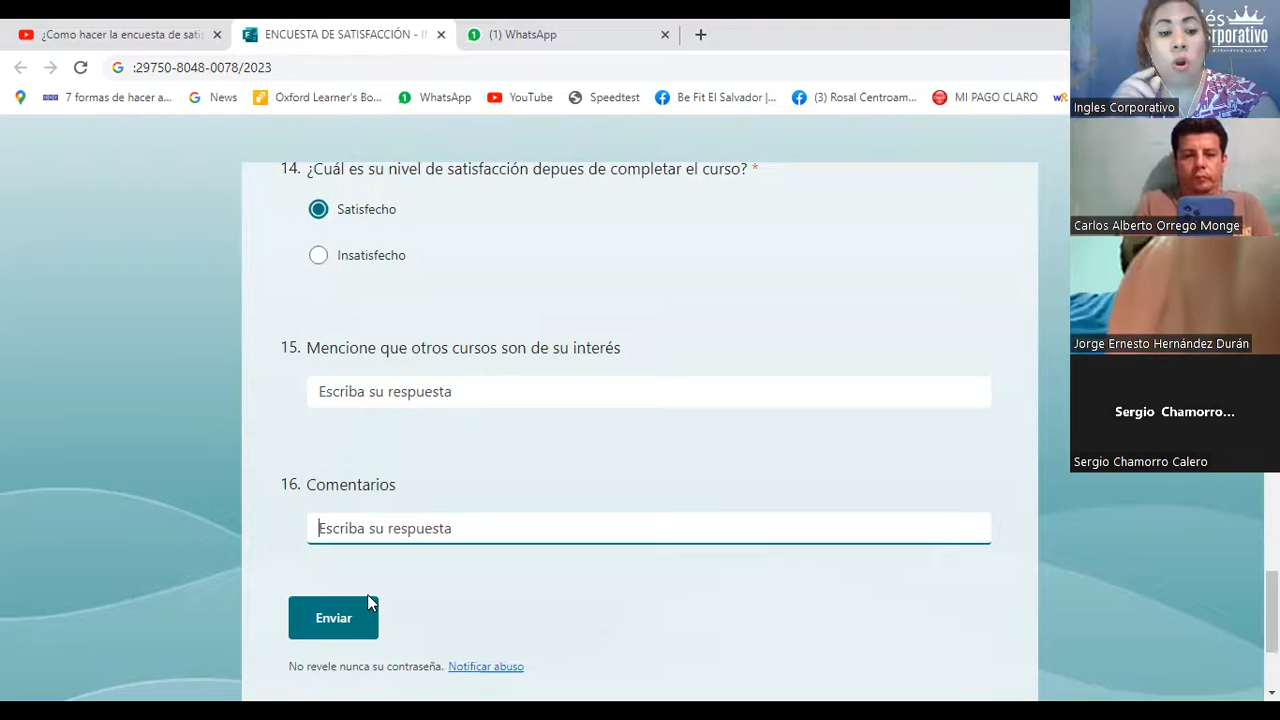 ¿Como hacer la encuesta de sati
ENCUESTA DE SATISFACCIÓN - I
(1) WhatsApp
:29750-8048-0078/2023
7 formas de hacer a...
News
Oxford Learner's Bo...
WhatsApp
YouTube
Speedtest
Be Fit El Salvador |...
(3) Rosal Centroam...
MI PAGO CLARO
14. ¿Cuál es su nivel de satisfacción depues de completar el curso? *
Satisfecho
Insatisfecho
15. Mencione que otros cursos son de su interés
Escriba su respuesta
16. Comentarios
Escriba su respuesta
Enviar
No revele nunca su contraseña. Notificar abuso
Ingles Corporativo
Carlos Alberto Orrego Monge
Jorge Ernesto Hernández Durán
Sergio Chamorro...
Sergio Chamorro Calero